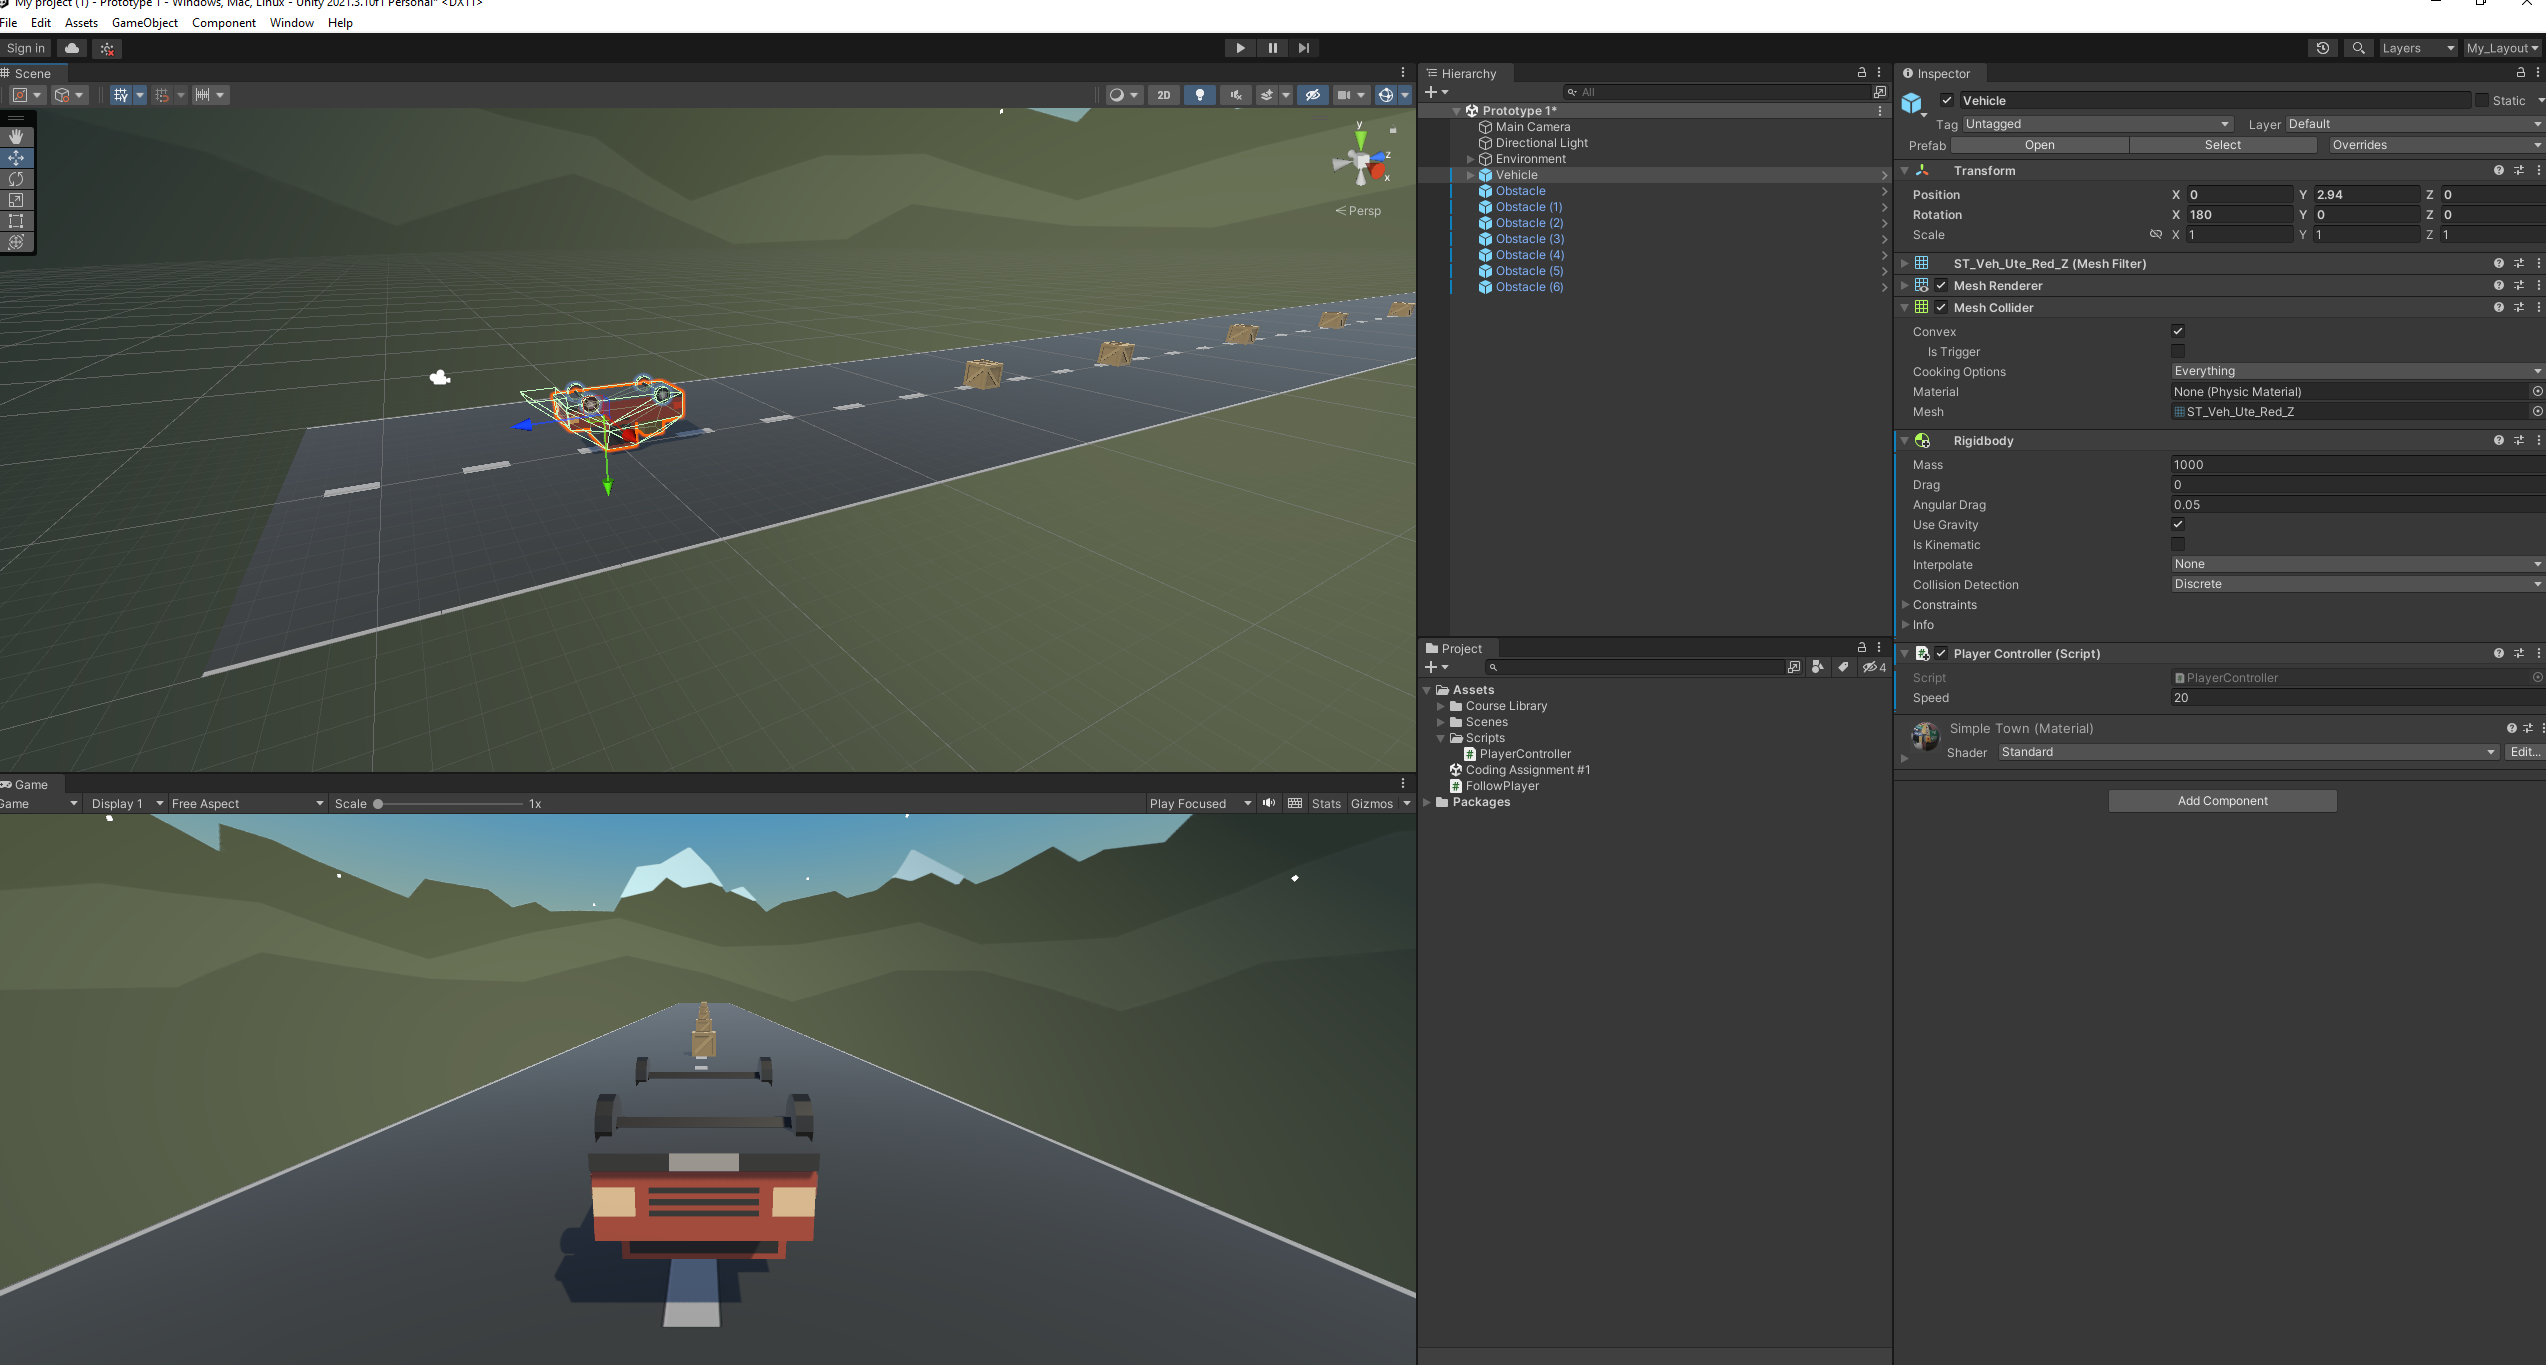 My project (1) - Prototype 1 - Windows, Mac, Linux - Unity 2021.3.10f1 Personal* <DX11>
File Edit Assets GameObject Component Window Help
Sign in
Layers My_Layout
Scene
2D
y
z
x
Persp
Game
Game Display 1 Free Aspect Scale 1x Play Focused Stats Gizmos
Hierarchy
All
Prototype 1*
Main Camera
Directional Light
Environment
Vehicle
Obstacle
Obstacle (1)
Obstacle (2)
Obstacle (3)
Obstacle (4)
Obstacle (5)
Obstacle (6)
Project
4
Assets
Course Library
Scenes
Scripts
PlayerController
Coding Assignment #1
FollowPlayer
Packages
Inspector
Vehicle Static
Tag Untagged Layer Default
Prefab Open Select Overrides
Transform
Position X 0 Y 2.94 Z 0
Rotation X 180 Y 0 Z 0
Scale X 1 Y 1 Z 1
ST_Veh_Ute_Red_Z (Mesh Filter)
Mesh Renderer
Mesh Collider
Convex
Is Trigger
Cooking Options Everything
Material None (Physic Material)
Mesh ST_Veh_Ute_Red_Z
Rigidbody
Mass 1000
Drag 0
Angular Drag 0.05
Use Gravity
Is Kinematic
Interpolate None
Collision Detection Discrete
Constraints
Info
Player Controller (Script)
Script PlayerController
Speed 20
Simple Town (Material)
Shader Standard Edit...
Add Component